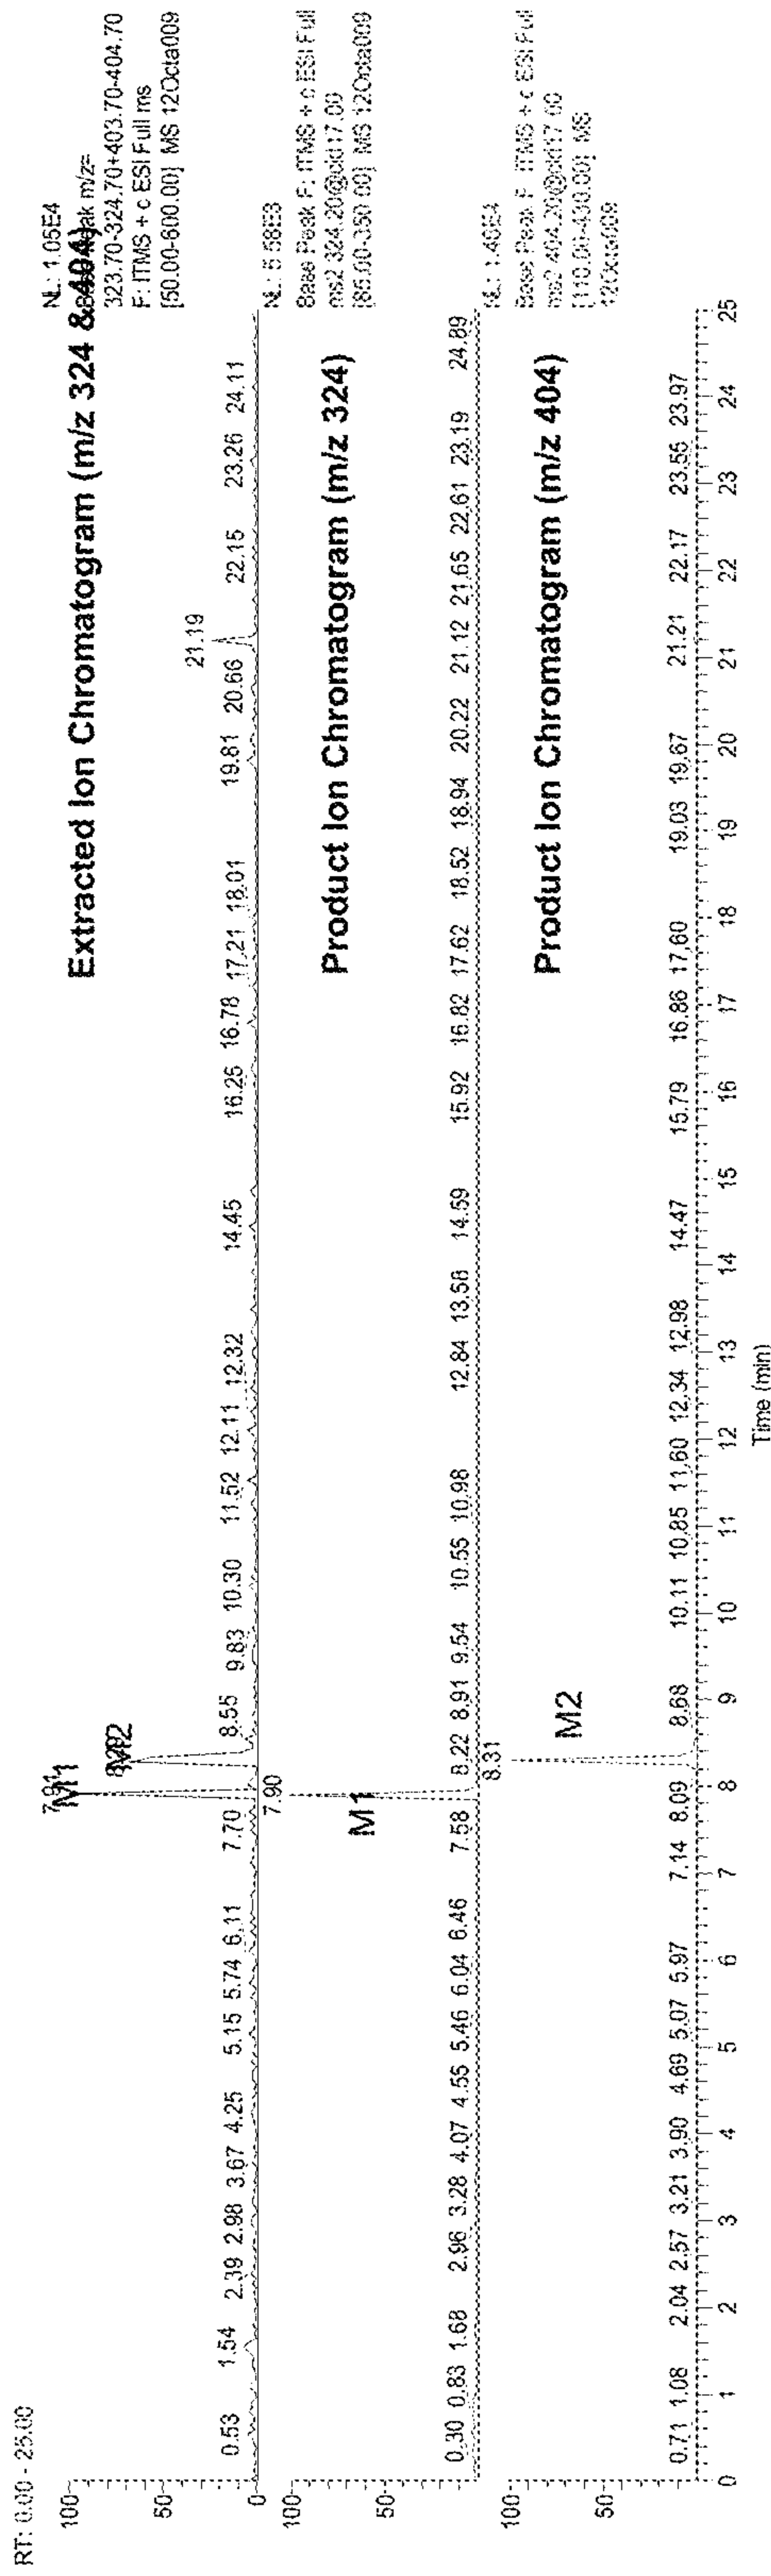 RT: 0.00 - 25.00
NL: 1.05E4
m/z=
323.70-324.70+403.70-404.70
F: ITMS + c ESI Full ms
[50.00-600.00] MS 12Octa009
Extracted Ion Chromatogram (m/z 324 & 404)
100
50
0
0.53 1.54 2.39 2.98 3.67 4.25 5.15 5.74 6.11 7.70 7.91 M1 M2 8.55 9.83 10.30 11.52 12.11 12.32 14.45 16.25 16.78 17.21 18.01 19.81 20.66 21.19 22.15 23.26 24.11
Base Peak F: ITMS + c ESI Full
ms2 324.20@cid17.00
[85.00-350.00] MS 12Octa009
Product Ion Chromatogram (m/z 324)
100
50
0.30 0.83 1.68 2.96 3.28 4.07 4.55 5.46 6.04 6.46 7.58 7.90 M1 8.22 8.91 9.54 10.55 10.98 12.84 13.56 14.59 15.92 16.82 17.62 18.52 18.94 20.22 21.12 21.65 22.61 23.19 24.89
Base Peak F: ITMS + c ESI Full
ms2 404.20@cid17.00
[110.00-430.00] MS
12Octa009
Product Ion Chromatogram (m/z 404)
100
50
0.71 1.08 2.04 2.57 3.21 3.90 4.69 5.07 5.97 7.14 8.09 8.31 M2 8.68 10.11 10.85 11.60 12.34 12.98 14.47 15.79 16.86 17.60 19.03 19.67 21.21 22.17 23.55 23.97
0 1 2 3 4 5 6 7 8 9 10 11 12 13 14 15 16 17 18 19 20 21 22 23 24 25
Time (min)